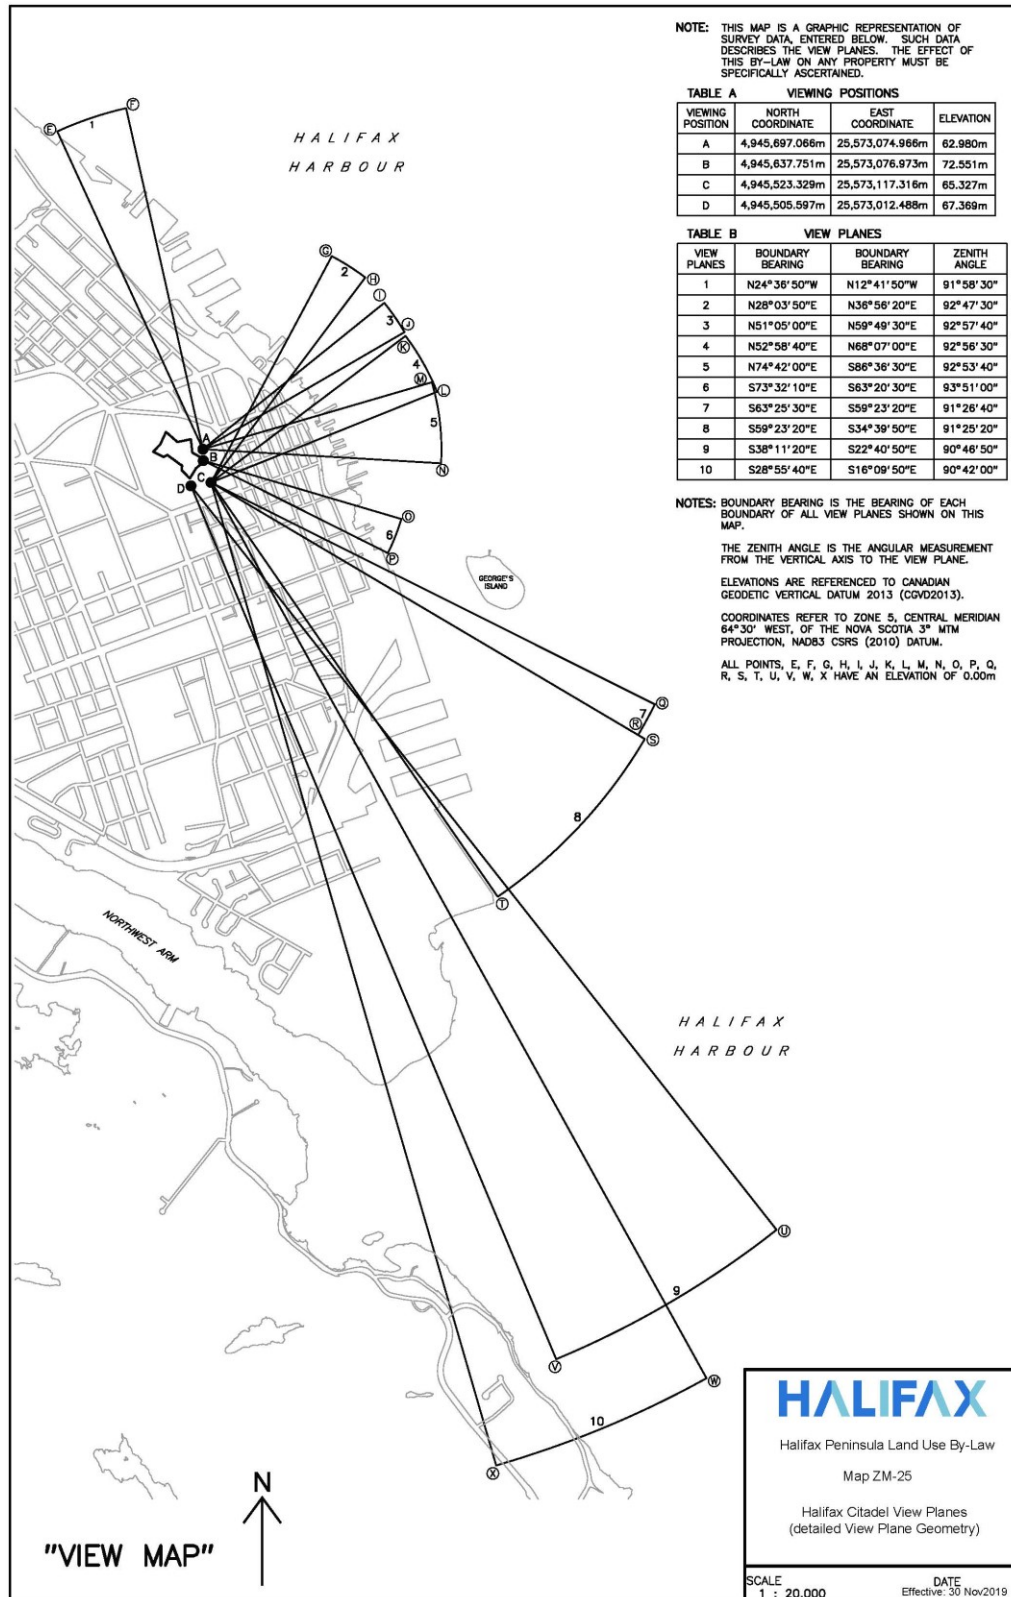 NOTE: THIS MAP IS A GRAPHIC REPRESENTATION OF
SURVEY DATA, ENTERED BELOW. SUCH DATA
DESCRIBES THE VIEW PLANES. THE EFFECT OF
THIS BY-LAW ON ANY PROPERTY MUST BE
SPECIFICALLY ASCERTAINED.
TABLE A VIEWING POSITIONS
VIEWING POSITION NORTH COORDINATE EAST COORDINATE ELEVATION
A 4,945,697.066m 25,573,074.966m 62.980m
B 4,945,637.751m 25,573,076.973m 72.551m
C 4,945,523.329m 25,573,117.316m 65.327m
D 4,945,505.597m 25,573,012.488m 67.369m
TABLE B VIEW PLANES
VIEW PLANES BOUNDARY BEARING BOUNDARY BEARING ZENITH ANGLE
1 N24°36'50"W N12°41'50"W 91°58'30"
2 N28°03'50"E N36°56'20"E 92°47'30"
3 N51°05'00"E N59°49'30"E 92°57'40"
4 N52°58'40"E N68°07'00"E 92°56'30"
5 N74°42'00"E S86°36'30"E 92°53'40"
6 S73°32'10"E S63°20'30"E 93°51'00"
7 S63°25'30"E S59°23'20"E 91°26'40"
8 S59°23'20"E S34°39'50"E 91°25'20"
9 S38°11'20"E S22°40'50"E 90°46'50"
10 S28°55'40"E S16°09'50"E 90°42'00"
NOTES: BOUNDARY BEARING IS THE BEARING OF EACH
BOUNDARY OF ALL VIEW PLANES SHOWN ON THIS
MAP.
THE ZENITH ANGLE IS THE ANGULAR MEASUREMENT
FROM THE VERTICAL AXIS TO THE VIEW PLANE.
ELEVATIONS ARE REFERENCED TO CANADIAN
GEODETIC VERTICAL DATUM 2013 (CGVD2013).
COORDINATES REFER TO ZONE 5, CENTRAL MERIDIAN
64°30' WEST, OF THE NOVA SCOTIA 3° MTM
PROJECTION, NAD83 CSRS (2010) DATUM.
ALL POINTS, E, F, G, H, I, J, K, L, M, N, O, P, Q,
R, S, T, U, V, W, X HAVE AN ELEVATION OF 0.00m
F
E
1
HALIFAX
HARBOUR
G
2
H
I
3
J
K
4
M
L
5
N
A
B
C
D
O
6
P
GEORGE'S
ISLAND
Q
7
R
S
8
T
NORTHWEST ARM
HALIFAX
HARBOUR
U
9
V
W
10
X
N
"VIEW MAP"
HALIFAX
Halifax Peninsula Land Use By-Law
Map ZM-25
Halifax Citadel View Planes
(detailed View Plane Geometry)
SCALE
1 : 20,000
DATE
Effective: 30 Nov2019